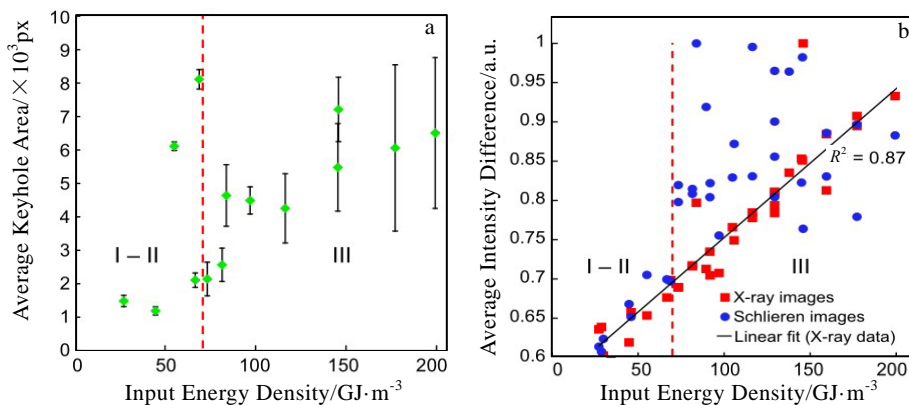 a
Average Keyhole Area/×10³px
10
9
8
7
6
5
4
3
2
1
0
I – II
III
0 50 100 150 200
Input Energy Density/GJ·m⁻³
b
Average Intensity Difference/a.u.
1
0.95
0.9
0.85
0.8
0.75
0.7
0.65
0.6
R² = 0.87
I – II
III
X-ray images
Schlieren images
Linear fit (X-ray data)
0 50 100 150 200
Input Energy Density/GJ·m⁻³